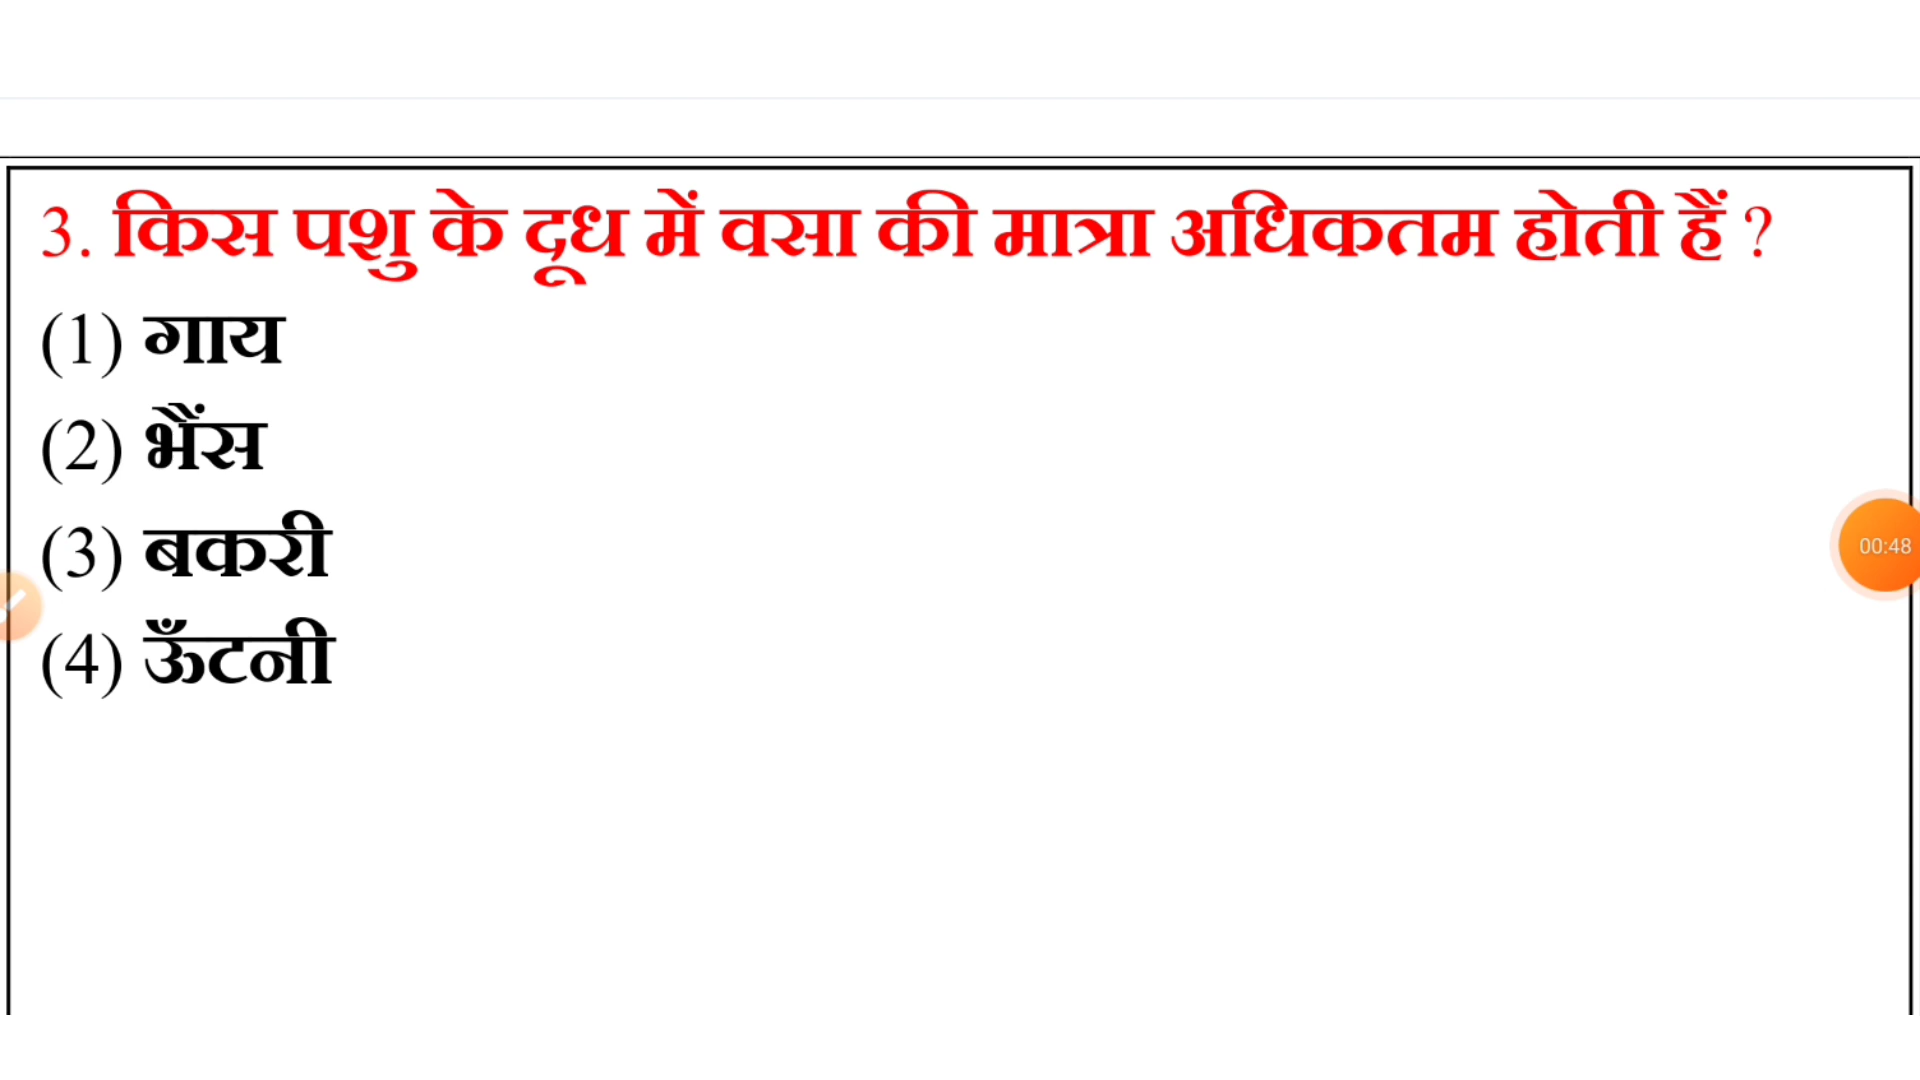 3. किस पशु के दूध में वसा की मात्रा अधिकतम होती हैं ?
(1) गाय
(2) भैंस
(3) बकरी
00:48
(4) ऊँटनी